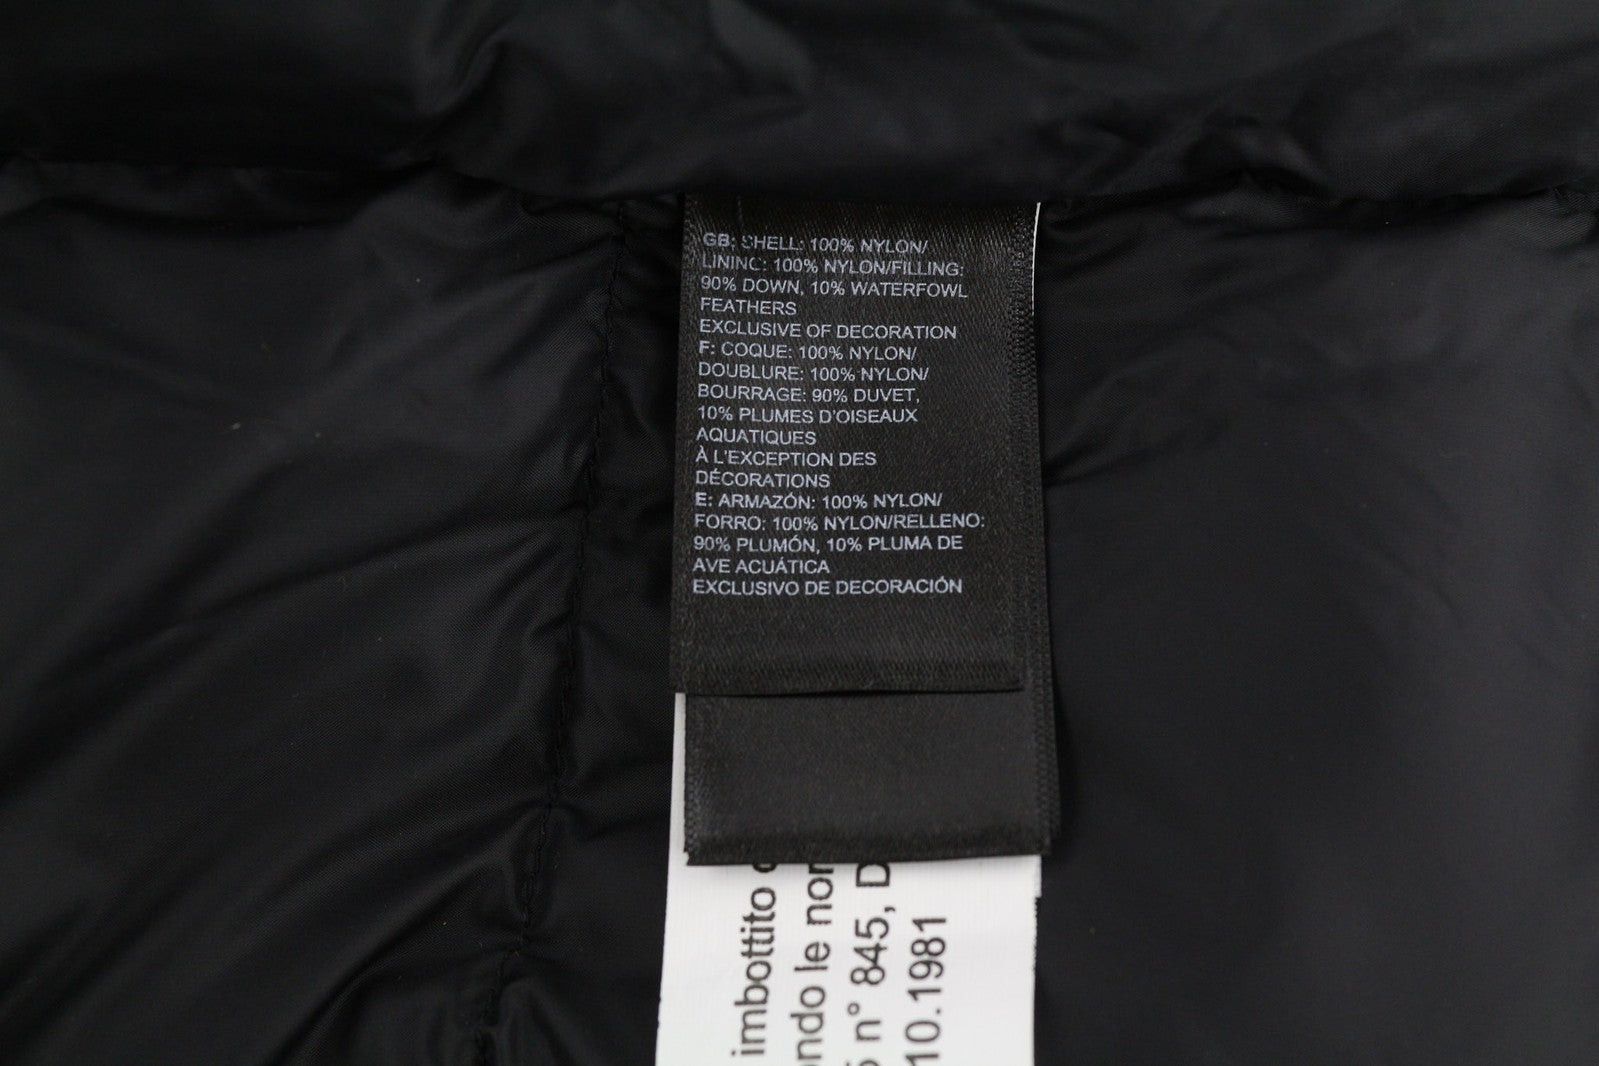 GB: SHELL: 100% NYLON/
LINING: 100% NYLON/FILLING:
90% DOWN, 10% WATERFOWL
FEATHERS
EXCLUSIVE OF DECORATION
F: COQUE: 100% NYLON/
DOUBLURE: 100% NYLON/
BOURRAGE: 90% DUVET,
10% PLUMES D'OISEAUX
AQUATIQUES
À L'EXCEPTION DES
DÉCORATIONS
E: ARMAZÓN: 100% NYLON/
FORRO: 100% NYLON/RELLENO:
90% PLUMÓN, 10% PLUMA DE
AVE ACUÁTICA
EXCLUSIVO DE DECORACIÓN
imbottito
ondo le nor
n° 845, D
10.1981